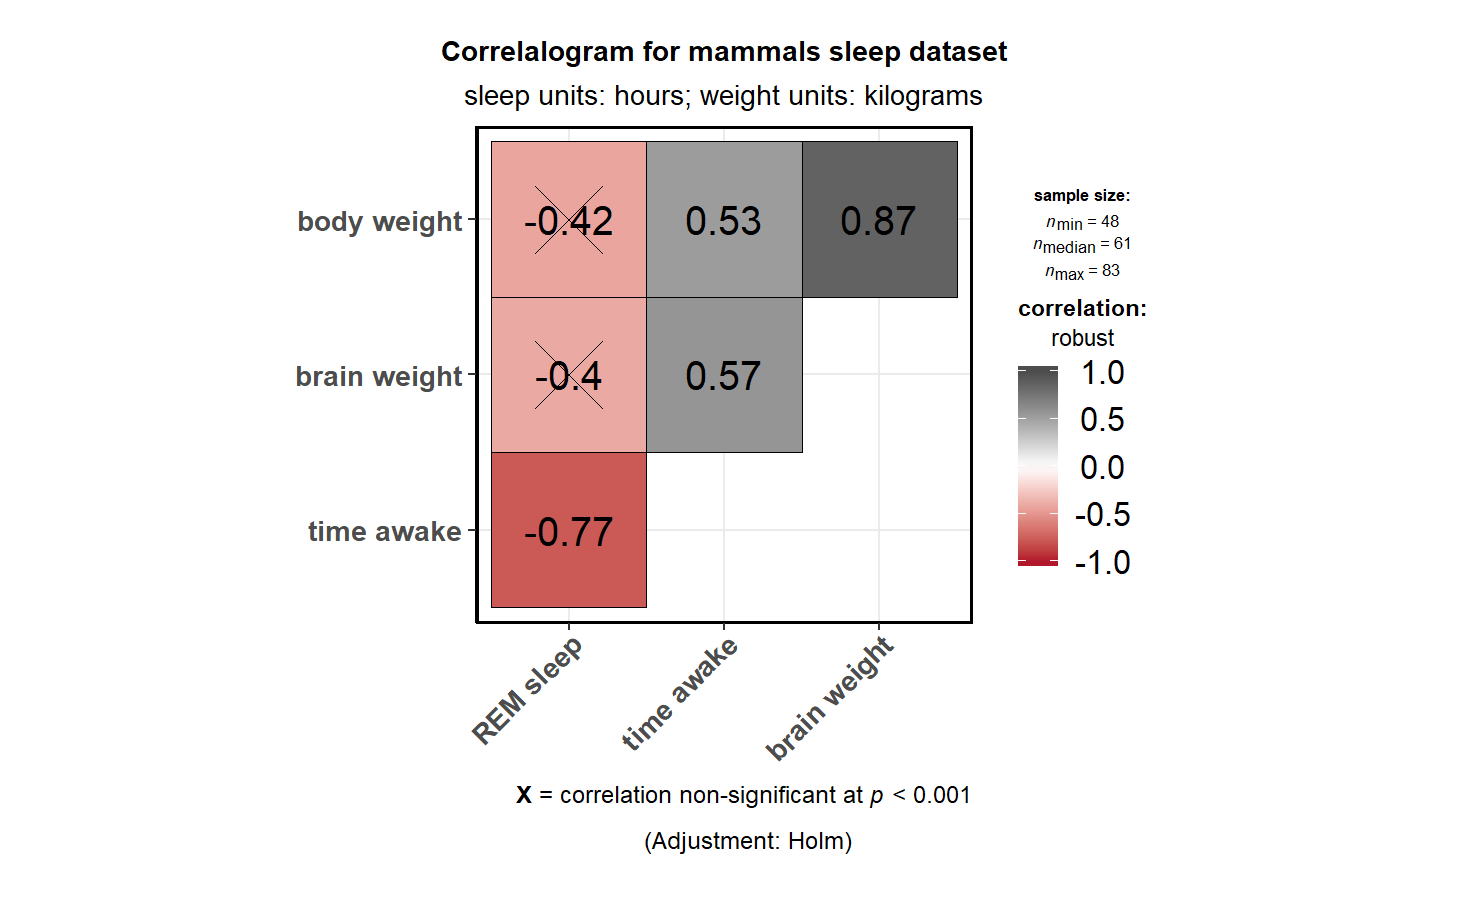 Correlalogram for mammals sleep dataset
sleep units: hours; weight units: kilograms
body weight
-0.42
0.53
0.87
brain weight
-0.4
0.57
time awake
-0.77
REM sleep
time awake
brain weight
sample size:
nmin = 48
nmedian = 61
nmax = 83
correlation:
robust
1.0
0.5
0.0
-0.5
-1.0
X = correlation non-significant at p < 0.001
(Adjustment: Holm)